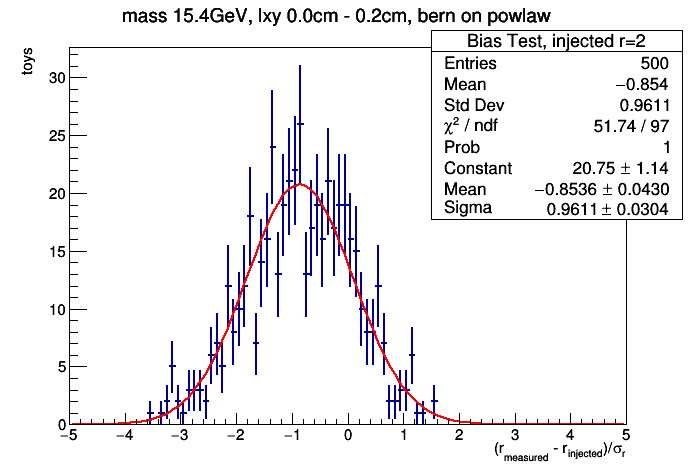 mass 15.4GeV, lxy 0.0cm - 0.2cm, bern on powlaw
Bias Test, injected r=2
Entries 500
Mean −0.854
Std Dev 0.9611
χ² / ndf 51.74 / 97
Prob 1
Constant 20.75 ± 1.14
Mean −0.8536 ± 0.0430
Sigma 0.9611 ± 0.0304
toys
30
25
20
15
10
5
0
−5 −4 −3 −2 −1 0 1 2 3 4 5
(r_measured - r_injected)/σ_r